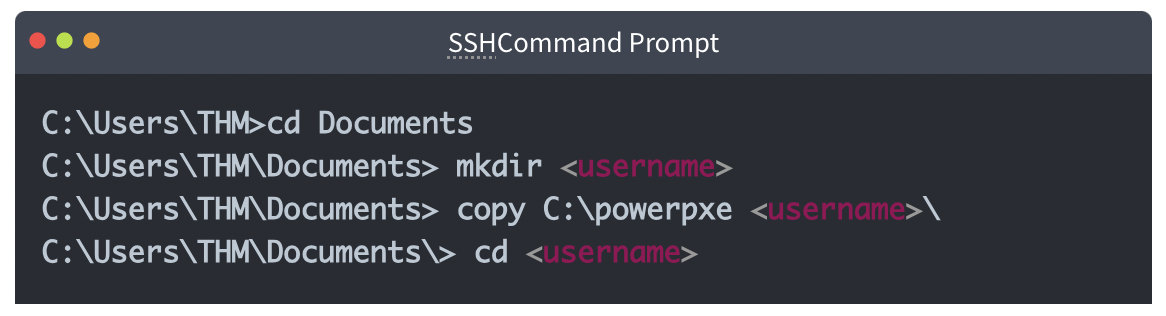 SSHCommand Prompt
C:\Users\THM>cd Documents
C:\Users\THM\Documents> mkdir <username>
C:\Users\THM\Documents> copy C:\powerpxe <username>\
C:\Users\THM\Documents\> cd <username>